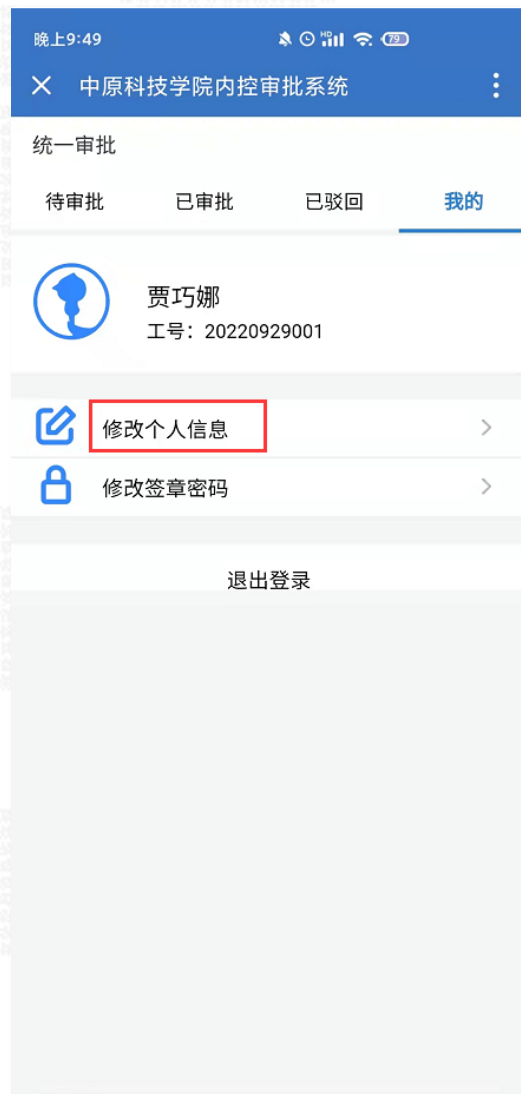 晚上9:49
HD
79
中原科技学院内控审批系统
统一审批
待审批 已审批 已驳回 我的
贾巧娜
工号：20220929001
修改个人信息
修改签章密码
退出登录